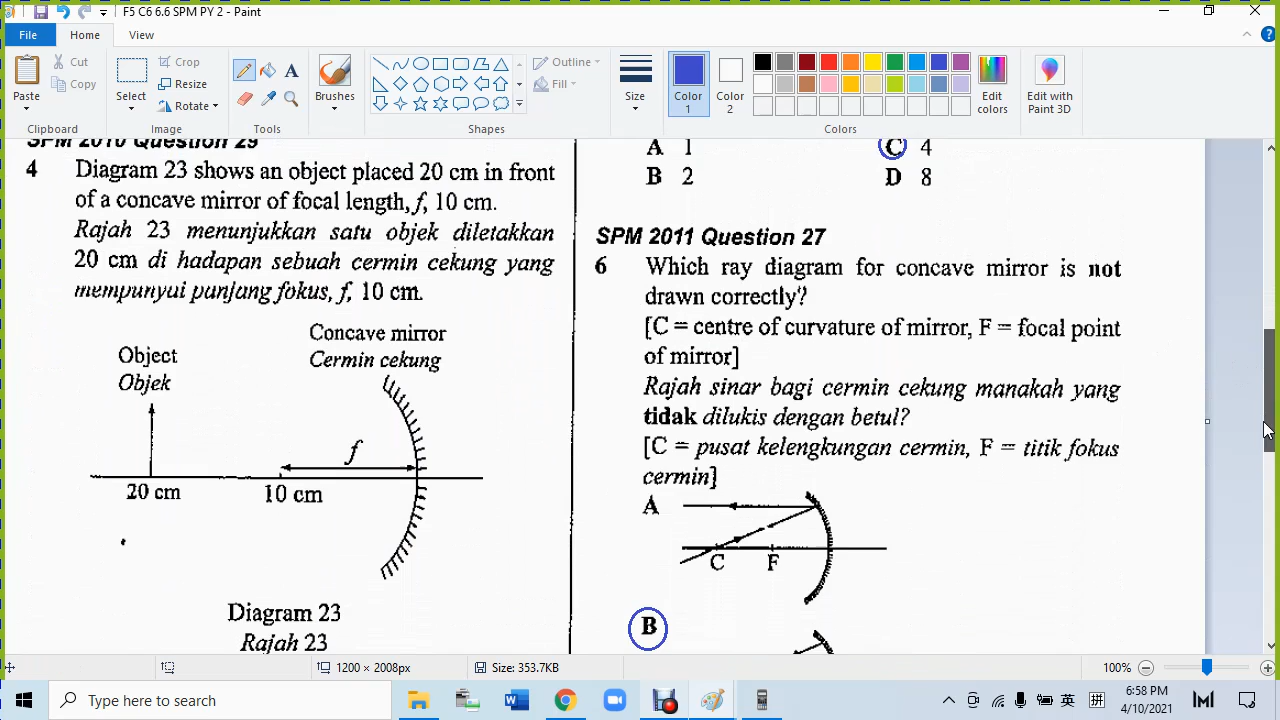 F5 C6 6.6 SPM PY 2 - Paint
File Home View
Paste
Cut
Copy
Clipboard
Select
Crop
Resize
Rotate
Image
A
Tools
Brushes
Outline
Fill
Shapes
Size
Color
1
Color
2
Colors
Edit
colors
Edit with
Paint 3D
SPM 2010 Question 29
4 Diagram 23 shows an object placed 20 cm in front
of a concave mirror of focal length, f, 10 cm.
Rajah 23 menunjukkan satu objek diletakkan
20 cm di hadapan sebuah cermin cekung yang
mempunyai panjang fokus, f, 10 cm.
Concave mirror
Cermin cekung
Object
Objek
f
20 cm
10 cm
Diagram 23
Rajah 23
A 1
C 4
B 2
D 8
SPM 2011 Question 27
6 Which ray diagram for concave mirror is not
drawn correctly?
[C = centre of curvature of mirror, F = focal point
of mirror]
Rajah sinar bagi cermin cekung manakah yang
tidak dilukis dengan betul?
[C = pusat kelengkungan cermin, F = titik fokus
cermin]
A
C F
B
1200 × 2008px
Size: 353.7KB
100%
Type here to search
英
拼
6:58 PM
4/10/2021